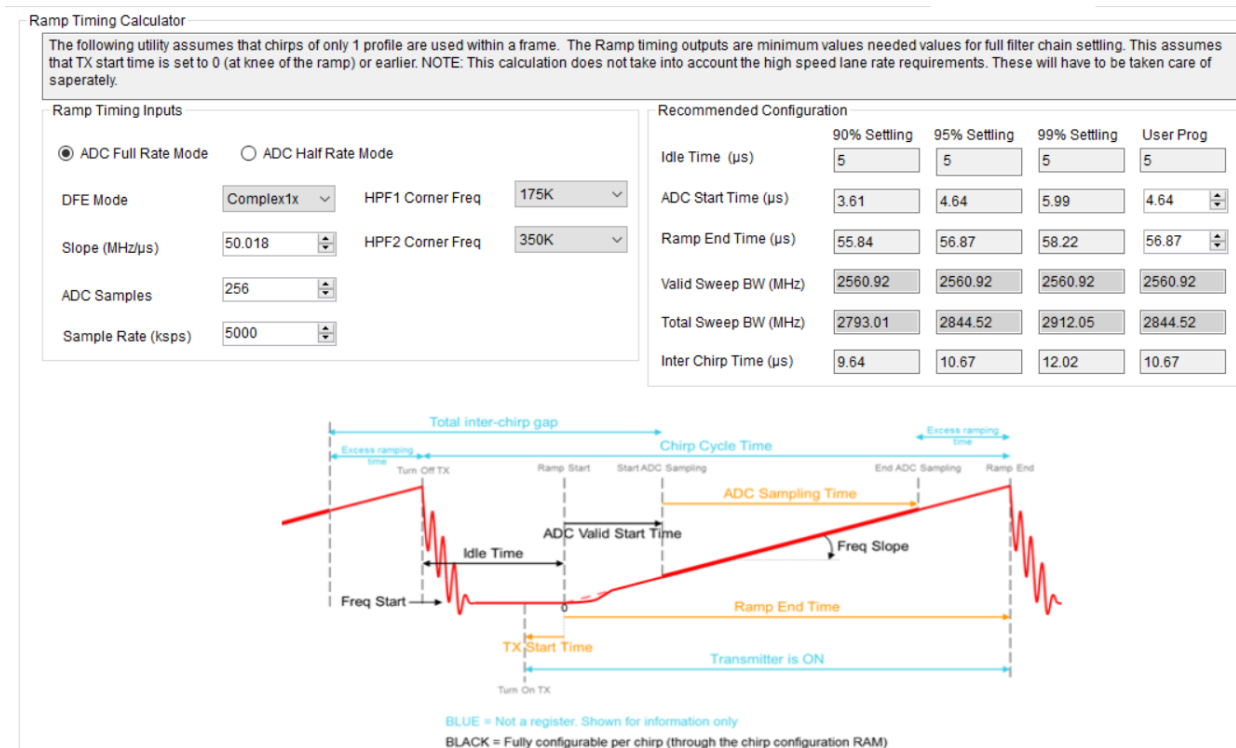 Ramp Timing Calculator
The following utility assumes that chirps of only 1 profile are used within a frame. The Ramp timing outputs are minimum values needed values for full filter chain settling. This assumes
that TX start time is set to 0 (at knee of the ramp) or earlier. NOTE: This calculation does not take into account the high speed lane rate requirements. These will have to be taken care of
saperately.
Ramp Timing Inputs
ADC Full Rate Mode ADC Half Rate Mode
DFE Mode Complex1x HPF1 Corner Freq 175K
Slope (MHz/µs) 50.018 HPF2 Corner Freq 350K
ADC Samples 256
Sample Rate (ksps) 5000
Recommended Configuration
90% Settling 95% Settling 99% Settling User Prog
Idle Time (µs) 5 5 5 5
ADC Start Time (µs) 3.61 4.64 5.99 4.64
Ramp End Time (µs) 55.84 56.87 58.22 56.87
Valid Sweep BW (MHz) 2560.92 2560.92 2560.92 2560.92
Total Sweep BW (MHz) 2793.01 2844.52 2912.05 2844.52
Inter Chirp Time (µs) 9.64 10.67 12.02 10.67
Total inter-chirp gap
Excess ramping
time
Chirp Cycle Time
Excess ramping
time
Turn Off TX Ramp Start Start ADC Sampling End ADC Sampling Ramp End
ADC Sampling Time
ADC Valid Start Time
Idle Time
Freq Slope
Freq Start
0
Ramp End Time
TX Start Time
Transmitter is ON
Turn On TX
BLUE = Not a register. Shown for information only
BLACK = Fully configurable per chirp (through the chirp configuration RAM)